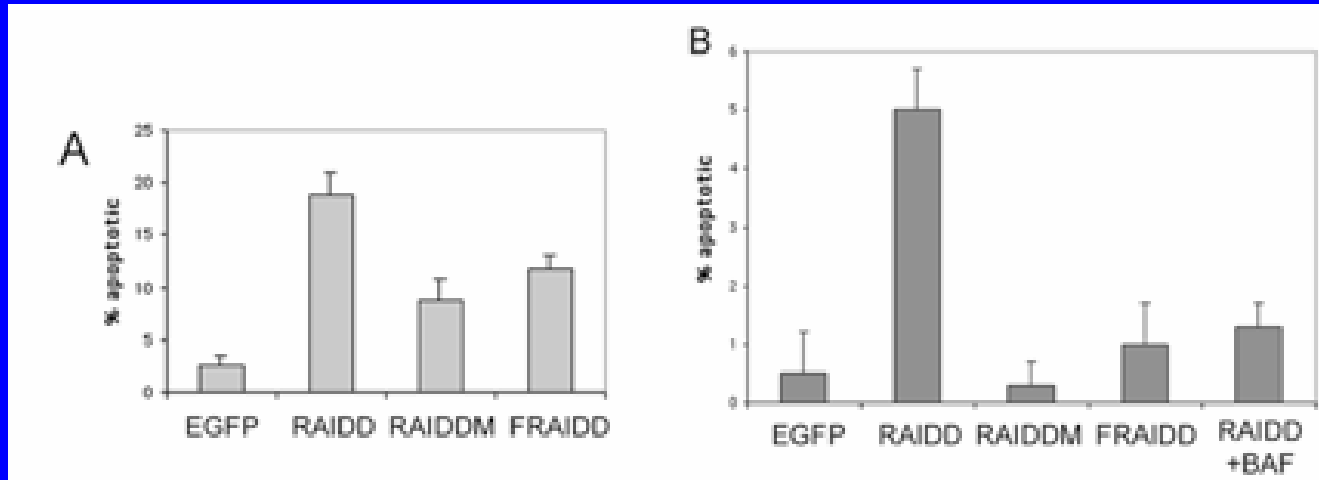 A
% apoptotic
25
20
15
10
5
0
EGFP RAIDD RAIDDM FRAIDD
B
% apoptotic
6
5
4
3
2
1
0
EGFP RAIDD RAIDDM FRAIDD RAIDD
+BAF